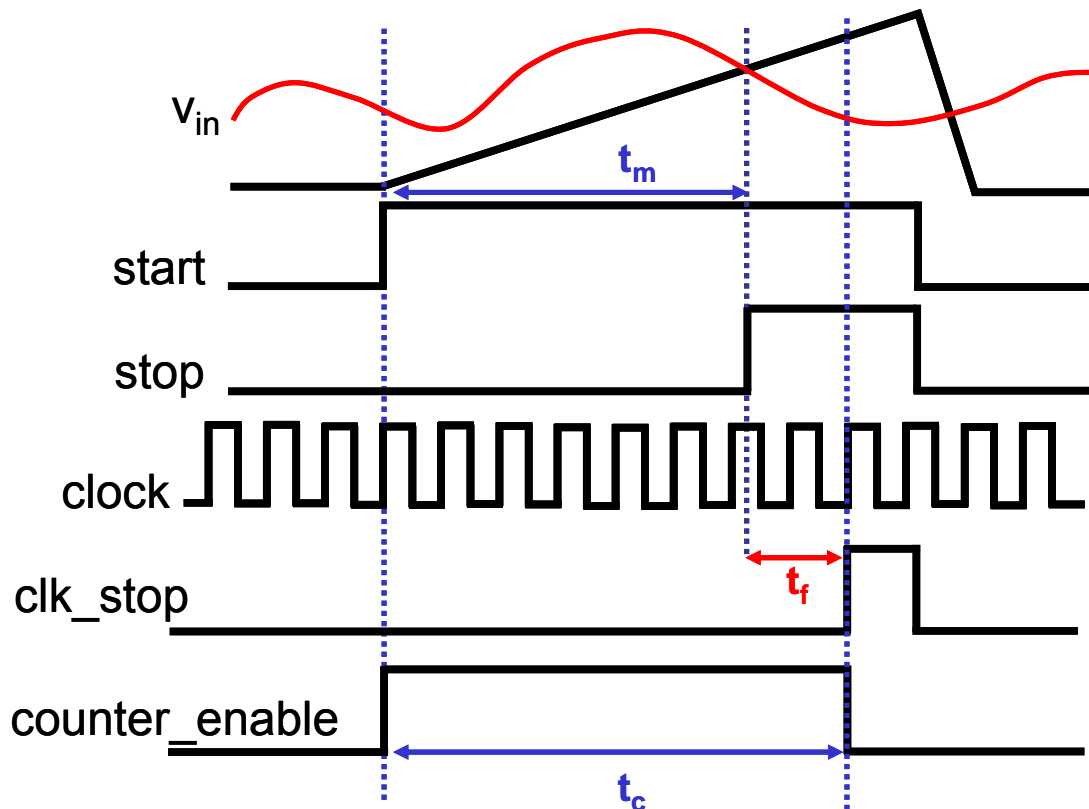 v_in
t_m
start
stop
clock
t_f
clk_stop
counter_enable
t_c